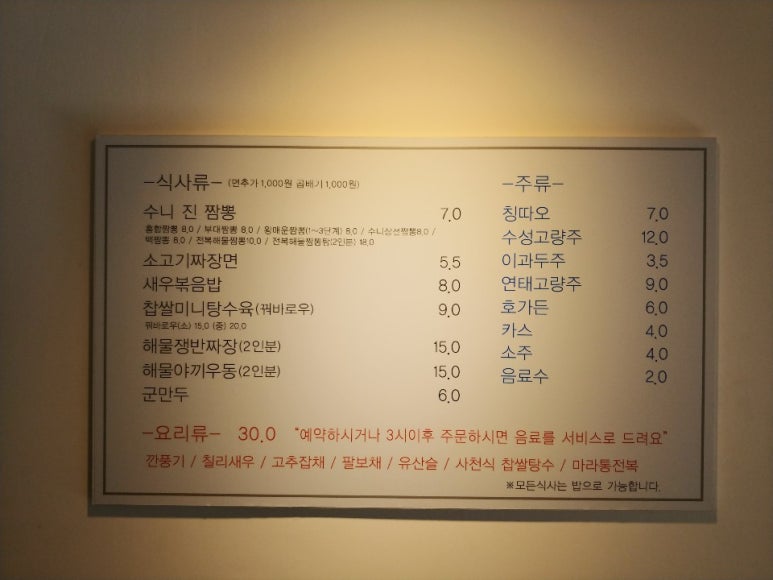 -식사류- (면추가 1,000원 곱배기 1,000원)
수니 진 짬뽕 7.0
홍합짬뽕 8.0 / 부대짬뽕 8.0 / 왕매운짬뽕(1~3단계) 8.0 / 수니삼선짬뽕8.0 /
백짬뽕 8.0 / 전복해물짬뽕10.0 / 전복해물짬뽕탕(2인분) 18.0
소고기짜장면 5.5
새우볶음밥 8.0
찹쌀미니탕수육(꿔바로우) 9.0
꿔바로우(소) 15.0 (중) 20.0
해물쟁반짜장(2인분) 15.0
해물야끼우동(2인분) 15.0
군만두 6.0
-주류-
칭따오 7.0
수성고량주 12.0
이과두주 3.5
연태고량주 9.0
호가든 6.0
카스 4.0
소주 4.0
음료수 2.0
-요리류- 30.0 "예약하시거나 3시이후 주문하시면 음료를 서비스로 드려요"
깐풍기 / 칠리새우 / 고추잡채 / 팔보채 / 유산슬 / 사천식 찹쌀탕수 / 마라통전복
※모든식사는 밥으로 가능합니다.